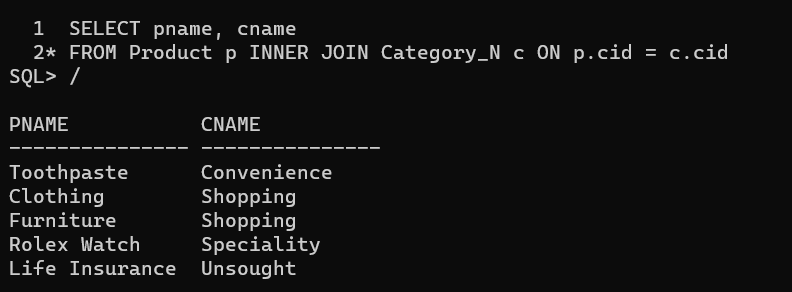 1  SELECT pname, cname
2* FROM Product p INNER JOIN Category_N c ON p.cid = c.cid
SQL> /
PNAME           CNAME
--------------- ---------------
Toothpaste      Convenience
Clothing        Shopping
Furniture       Shopping
Rolex Watch     Speciality
Life Insurance  Unsought